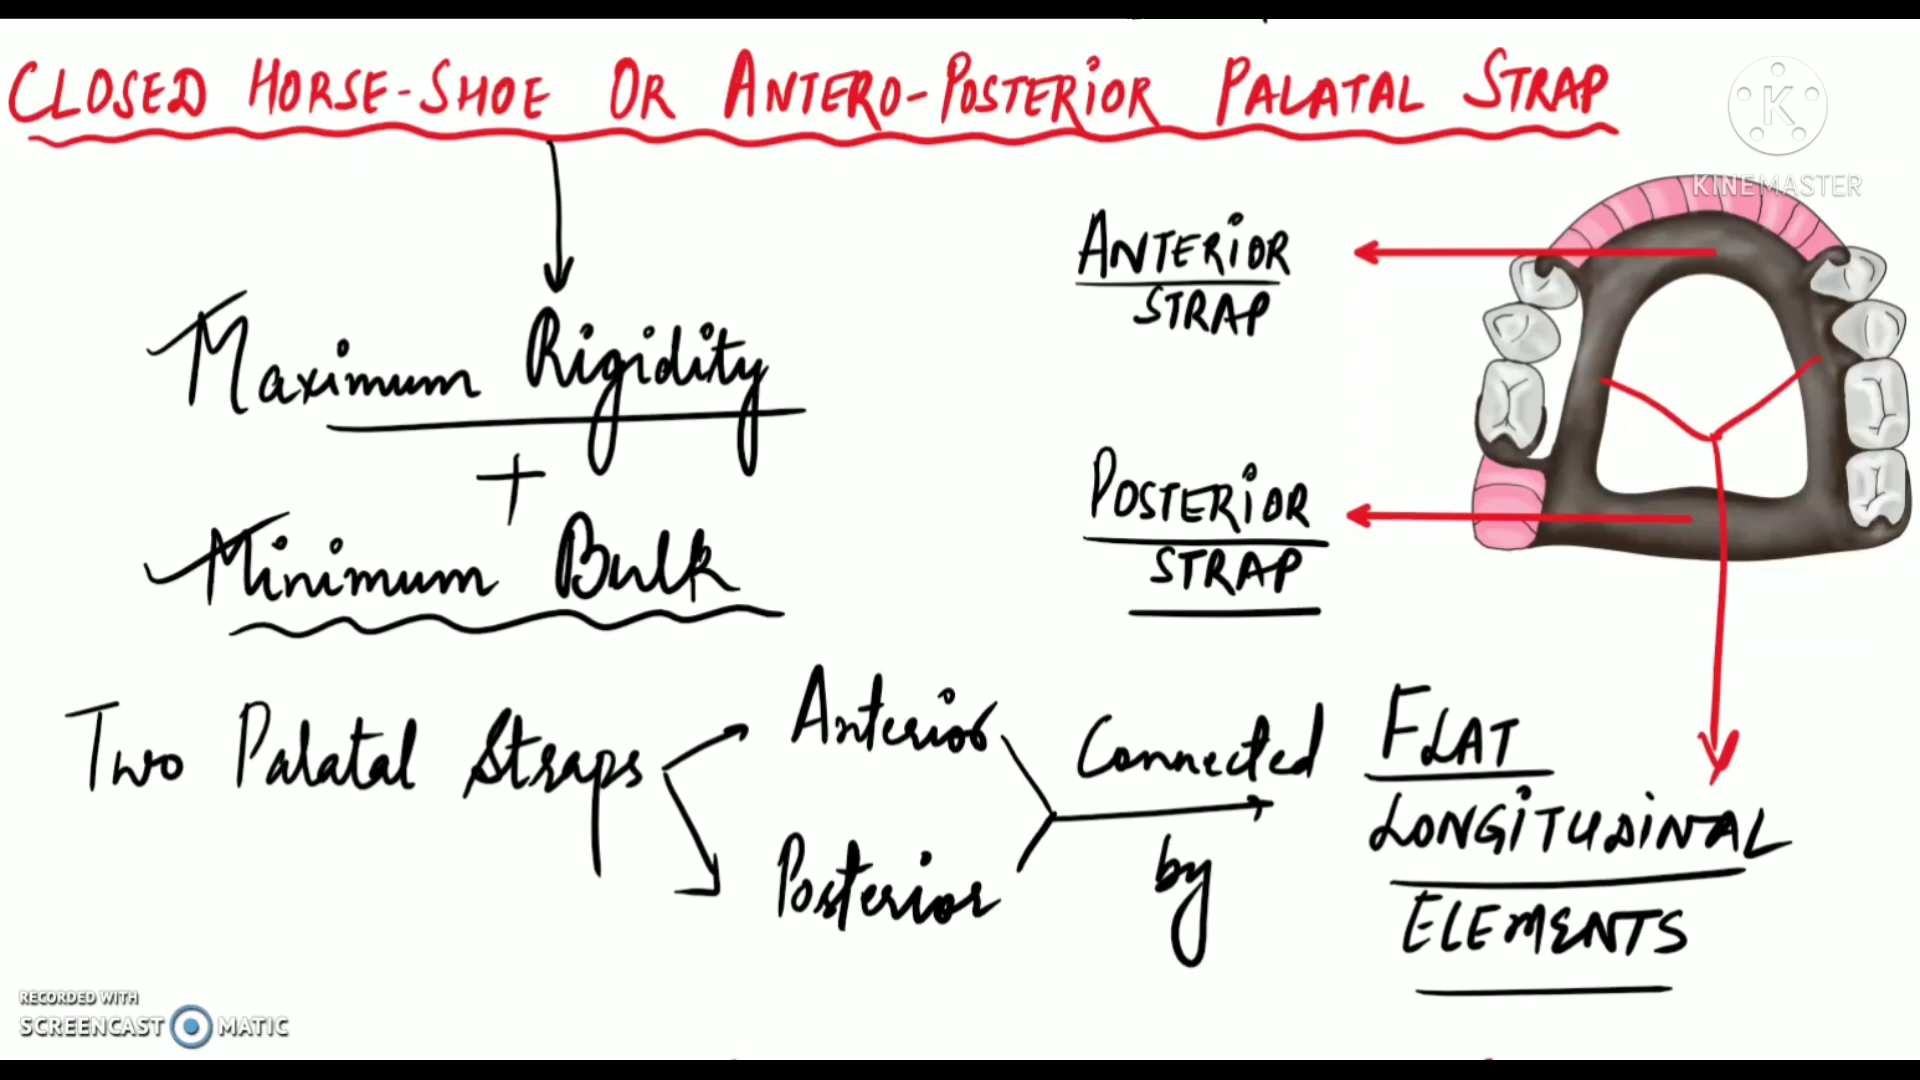 CLOSED HORSE-SHOE OR ANTERO-POSTERIOR PALATAL STRAP
K
KINEMASTER
ANTERIOR
STRAP
Maximum Rigidity
+
Minimum Bulk
POSTERIOR
STRAP
Two Palatal Straps
Anterior
Posterior
Connected
by
FLAT
LONGITUDINAL
ELEMENTS
RECORDED WITH
SCREENCAST MATIC